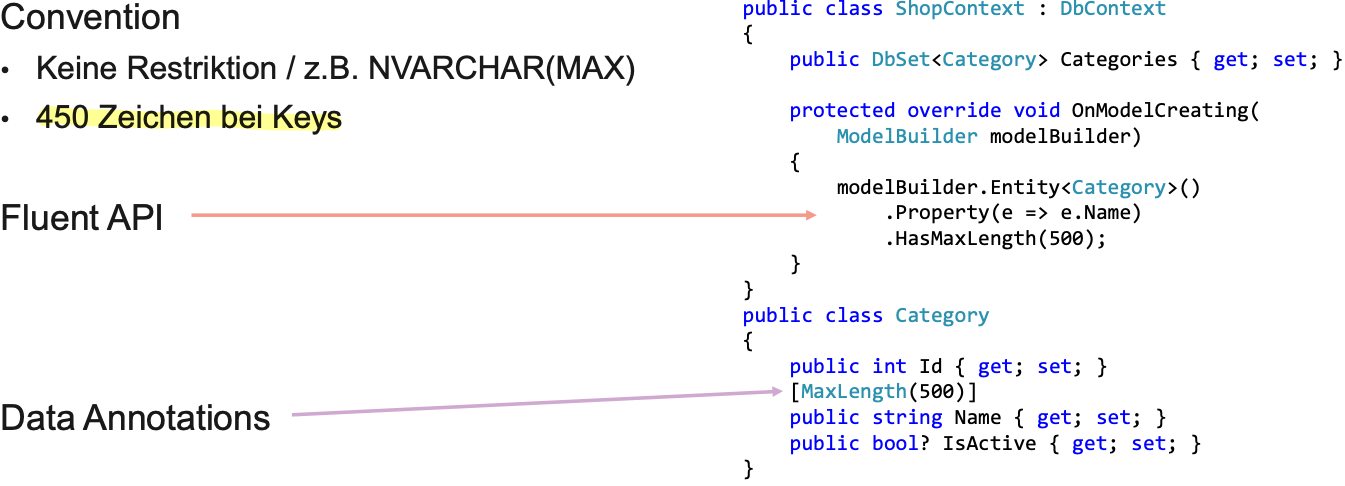 Convention
• Keine Restriktion / z.B. NVARCHAR(MAX)
• 450 Zeichen bei Keys
Fluent API
Data Annotations
public class ShopContext : DbContext
{
    public DbSet<Category> Categories { get; set; }

    protected override void OnModelCreating(
        ModelBuilder modelBuilder)
    {
        modelBuilder.Entity<Category>()
            .Property(e => e.Name)
            .HasMaxLength(500);
    }
}
public class Category
{
    public int Id { get; set; }
    [MaxLength(500)]
    public string Name { get; set; }
    public bool? IsActive { get; set; }
}